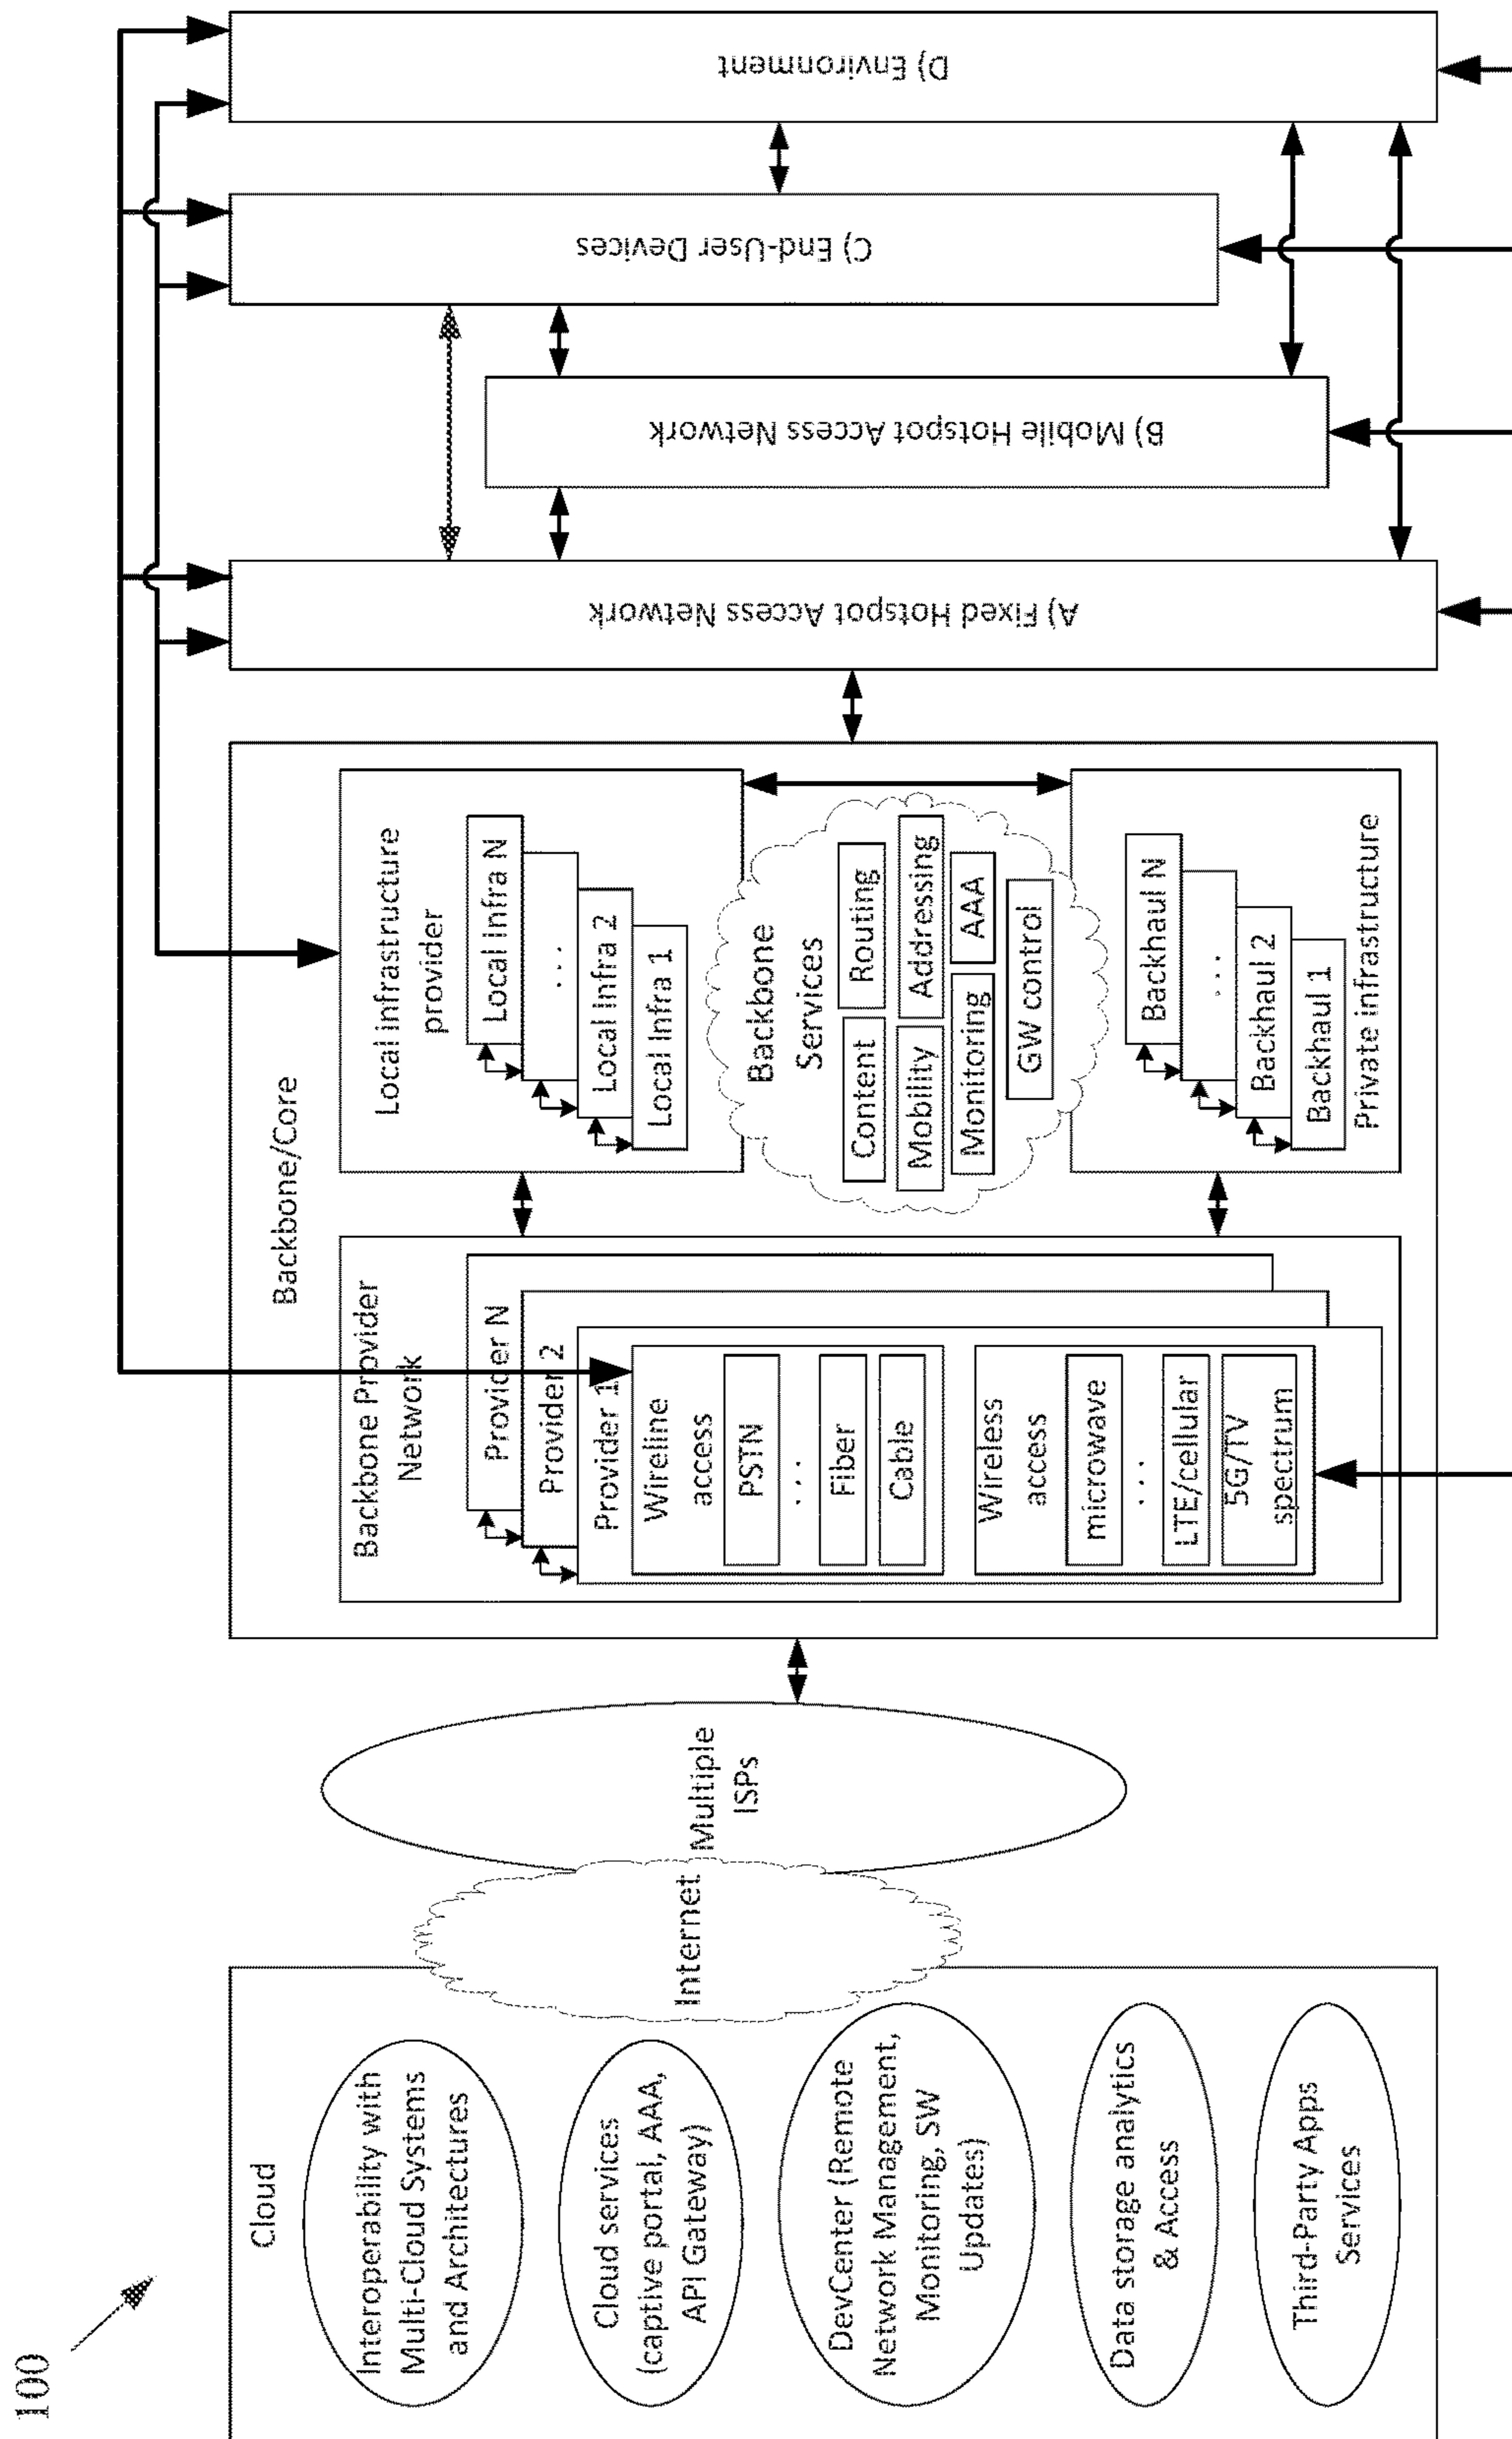 100
Cloud
Interoperability with
Multi-Cloud Systems
and Architectures
Cloud services
(captive portal, AAA,
API Gateway)
DevCenter (Remote
Network Management,
Monitoring, SW
Updates)
Data storage analytics
& Access
Third-Party Apps
Services
Internet
Multiple
ISPs
Backbone/Core
Backbone Provider
Network
Provider N
Provider 2
Provider 1
Wireline
access
PSTN
...
Fiber
Cable
Wireless
access
microwave
...
LTE/cellular
5G/TV
spectrum
Local infrastructure
provider
Local Infra N
...
Local Infra 2
Local Infra 1
Backbone
Services
Content
Routing
Mobility
Addressing
Monitoring
AAA
GW control
Backhaul N
...
Backhaul 2
Backhaul 1
Private infrastructure
A) Fixed Hotspot Access Network
B) Mobile Hotspot Access Network
C) End-User Devices
D) Environment